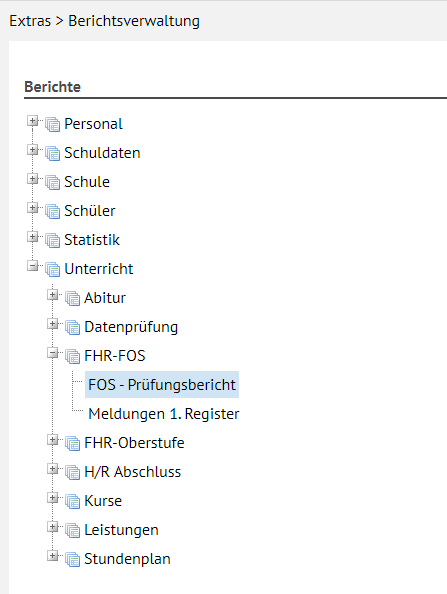 Extras > Berichtsverwaltung
Berichte
Personal
Schuldaten
Schule
Schüler
Statistik
Unterricht
Abitur
Datenprüfung
FHR-FOS
FOS - Prüfungsbericht
Meldungen 1. Register
FHR-Oberstufe
H/R Abschluss
Kurse
Leistungen
Stundenplan